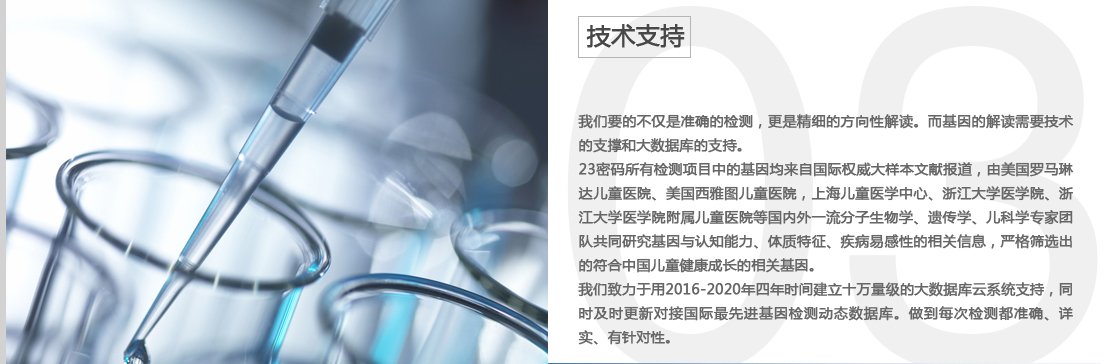 03
技术支持
我们要的不仅是准确的检测，更是精细的方向性解读。而基因的解读需要技术
的支撑和大数据库的支持。
23密码所有检测项目中的基因均来自国际权威大样本文献报道，由美国罗马琳
达儿童医院、美国西雅图儿童医院，上海儿童医学中心、浙江大学医学院、浙
江大学医学院附属儿童医院等国内外一流分子生物学、遗传学、儿科学专家团
队共同研究基因与认知能力、体质特征、疾病易感性的相关信息，严格筛选出
的符合中国儿童健康成长的相关基因。
我们致力于用2016-2020年四年时间建立十万量级的大数据库云系统支持，同
时及时更新对接国际最先进基因检测动态数据库。做到每次检测都准确、详
实、有针对性。